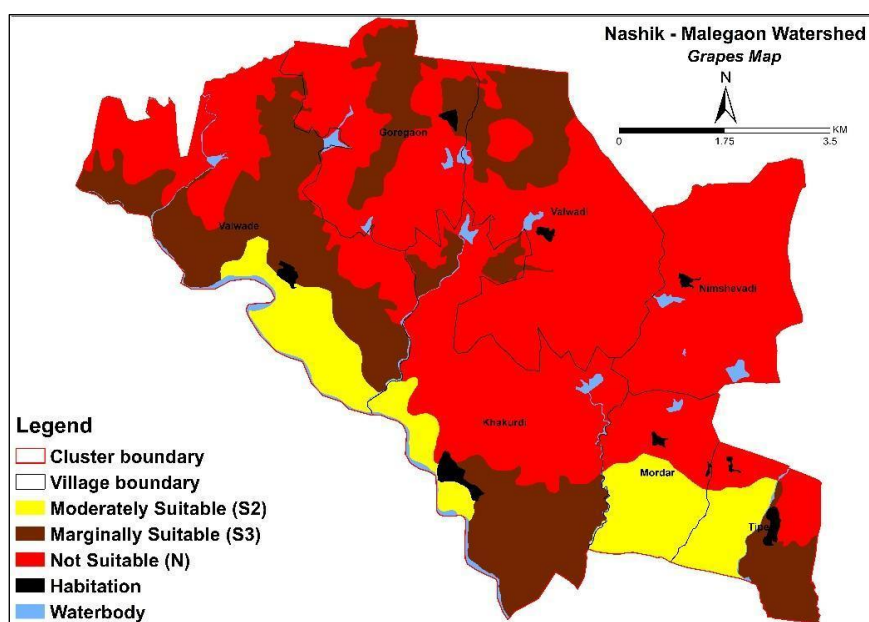 Nashik - Malegaon Watershed
Grapes Map
N
KM
0 1.75 3.5
Goregaon
Valwade
Valwadi
Nimshevadi
Khakurdi
Mordar
Tipe
Legend
Cluster boundary
Village boundary
Moderately Suitable (S2)
Marginally Suitable (S3)
Not Suitable (N)
Habitation
Waterbody